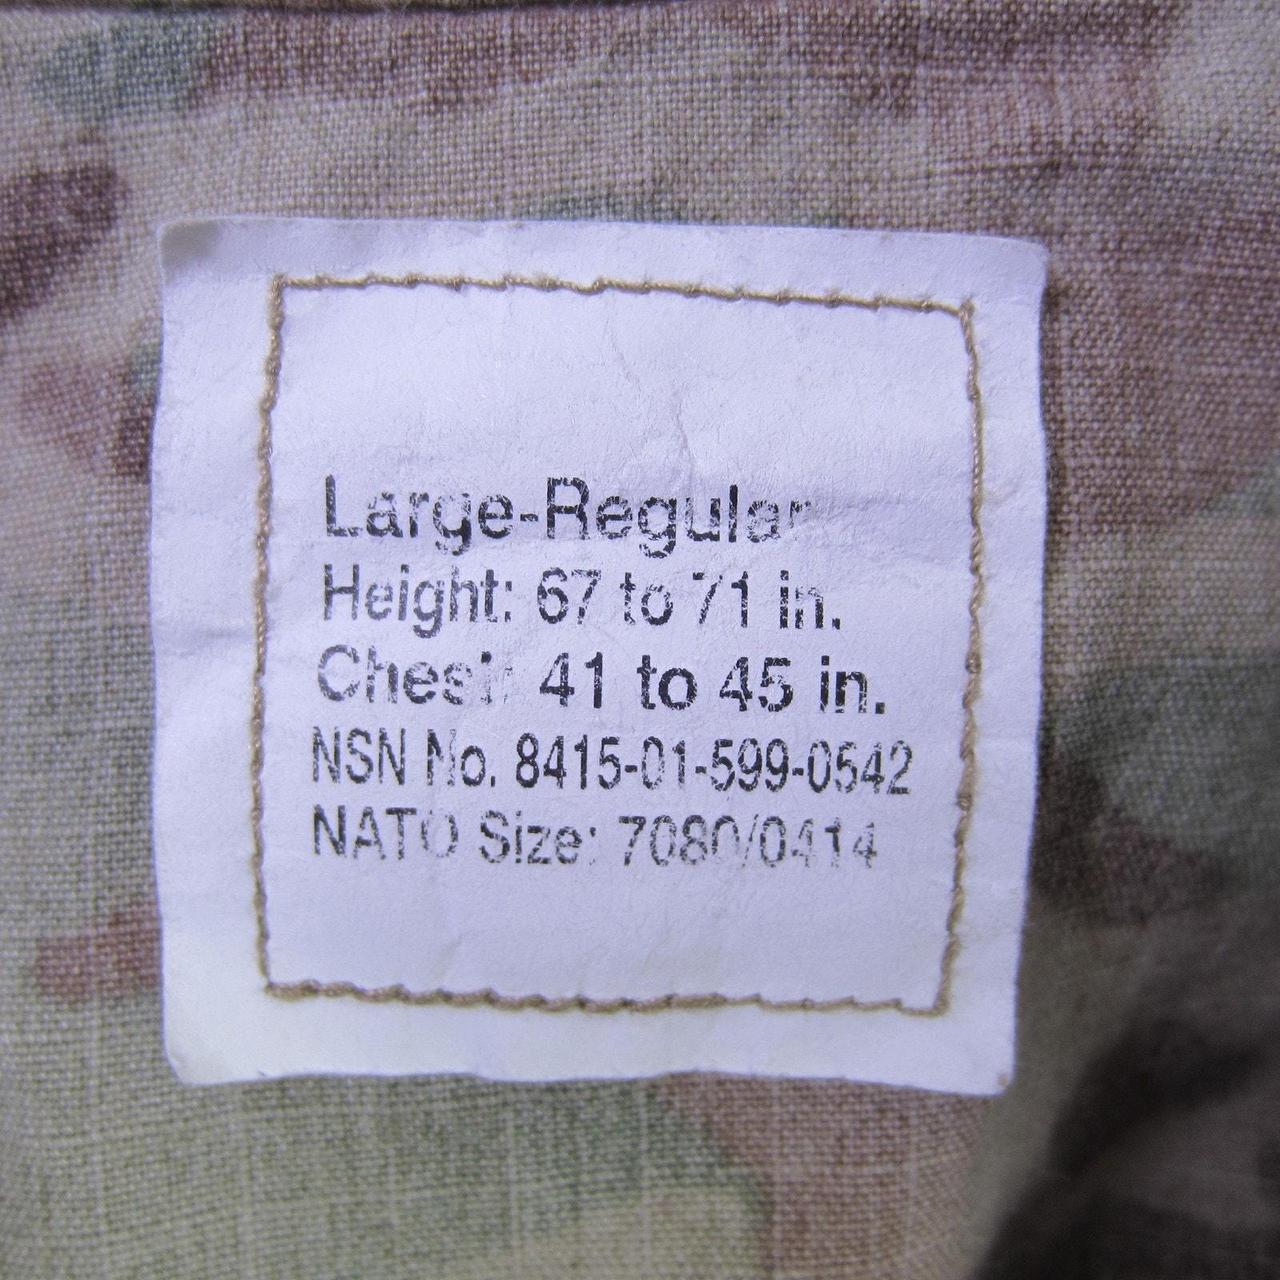 Large-Regular
Height: 67 to 71 in.
Chest: 41 to 45 in.
NSN No. 8415-01-599-0542
NATO Size: 7080/0414